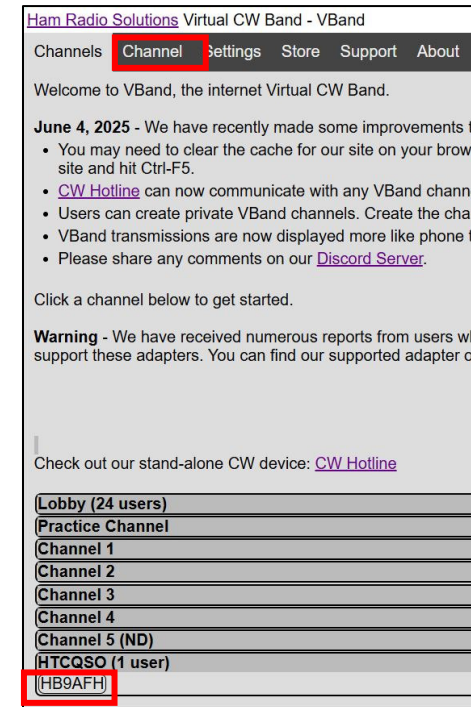 Ham Radio Solutions Virtual CW Band - VBand
Channels Channel Settings Store Support About
Welcome to VBand, the internet Virtual CW Band.
June 4, 2025 - We have recently made some improvements t
• You may need to clear the cache for our site on your brow
site and hit Ctrl-F5.
• CW Hotline can now communicate with any VBand chann
• Users can create private VBand channels. Create the cha
• VBand transmissions are now displayed more like phone t
• Please share any comments on our Discord Server.
Click a channel below to get started.
Warning - We have received numerous reports from users wh
support these adapters. You can find our supported adapter o
Check out our stand-alone CW device: CW Hotline
Lobby (24 users)
Practice Channel
Channel 1
Channel 2
Channel 3
Channel 4
Channel 5 (ND)
HTCQSO (1 user)
HB9AFH